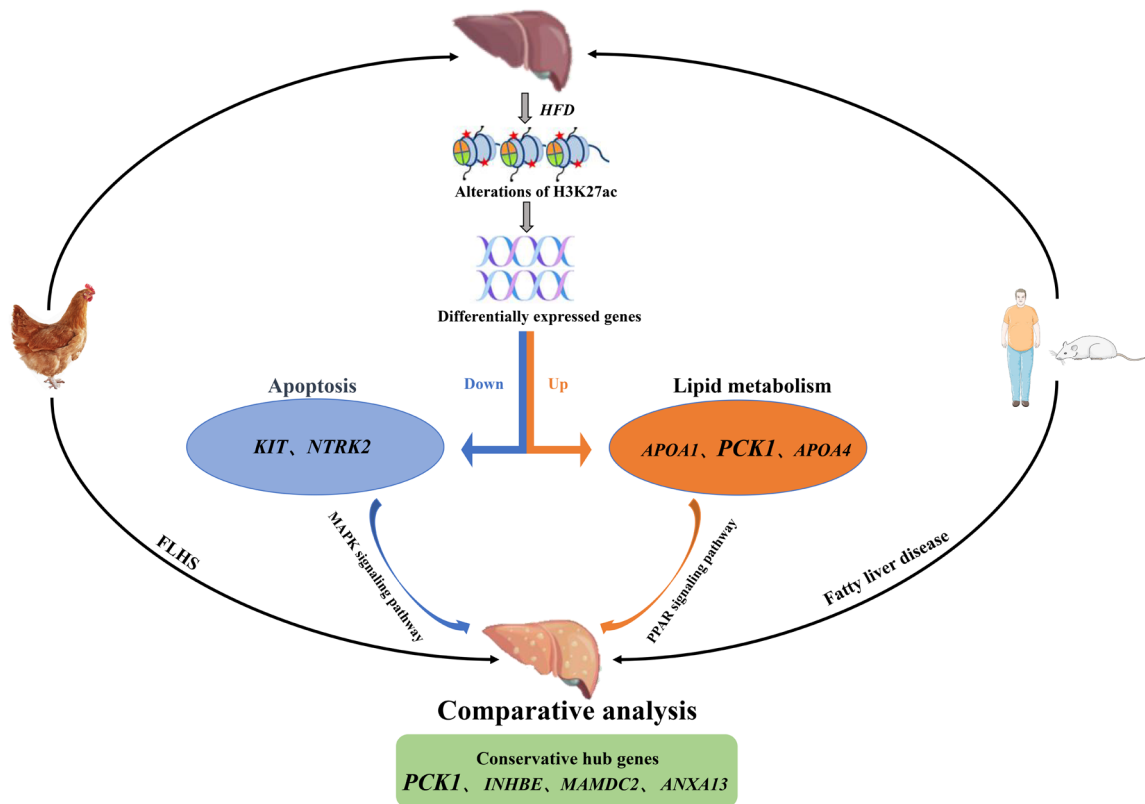 HFD
Alterations of H3K27ac
Differentially expressed genes
Down
Up
Apoptosis
KIT、NTRK2
Lipid metabolism
APOA1、PCK1、APOA4
MAPK signaling pathway
PPAR signaling pathway
FLHS
Fatty liver disease
Comparative analysis
Conservative hub genes
PCK1、INHBE、MAMDC2、ANXA13